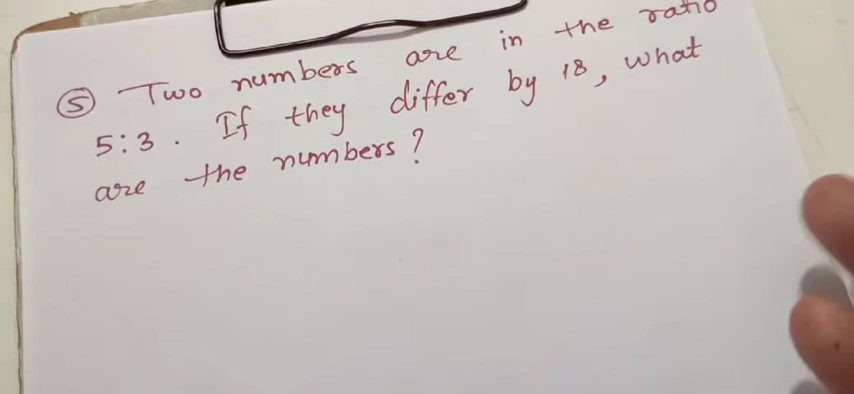 ⑤ Two numbers are in the ratio
5:3. If they differ by 18, what
are the numbers?